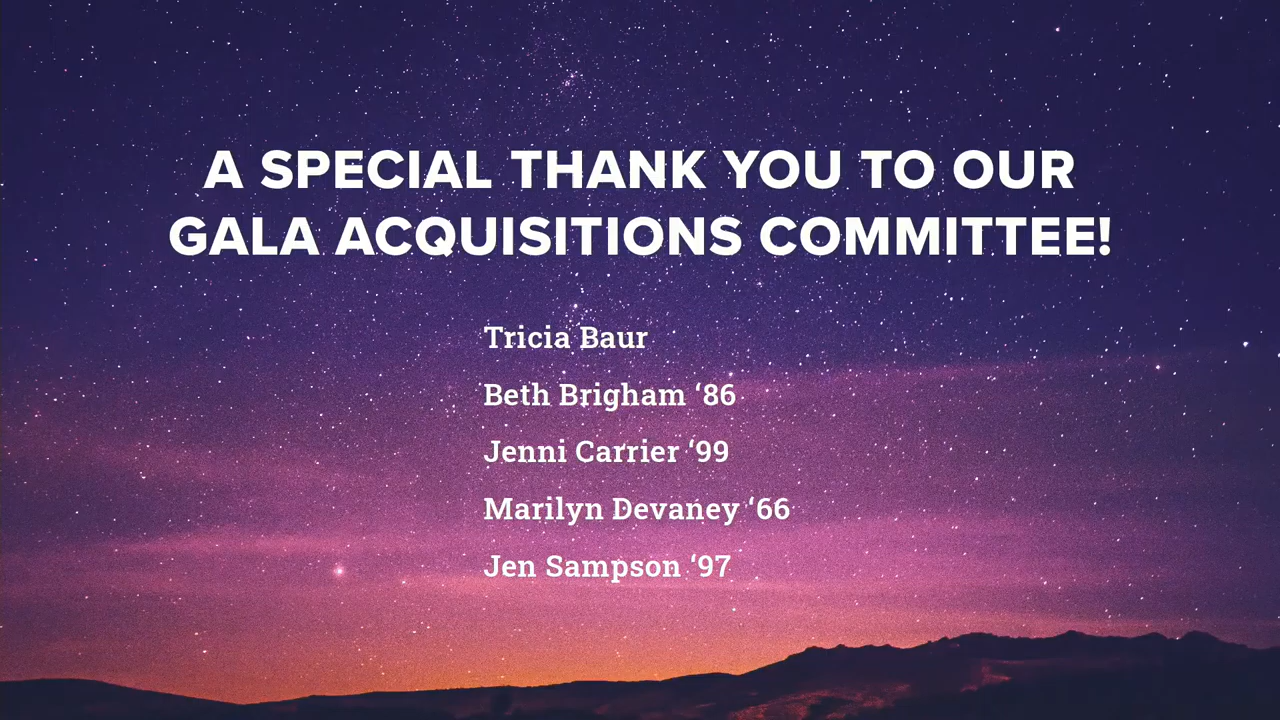 A SPECIAL THANK YOU TO OUR
GALA ACQUISITIONS COMMITTEE!
Tricia Baur
Beth Brigham ‘86
Jenni Carrier ‘99
Marilyn Devaney ‘66
Jen Sampson ‘97